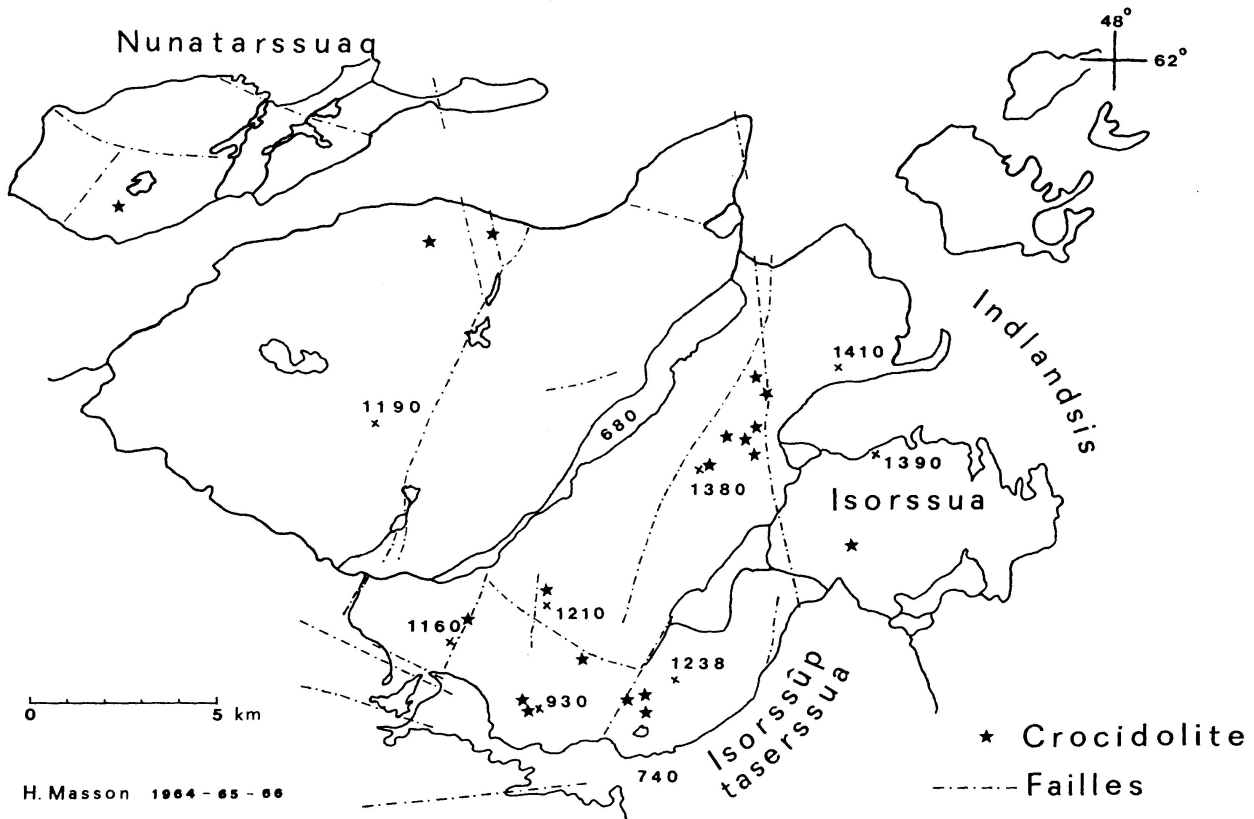 Nunatarssuaq
48°
62°
Indlandsis
1410
1190
680
1390
1380
Isorssua
1210
1160
1238
930
0 5 km
Isorssûp
taserssua
740
Crocidolite
Failles
H. Masson 1964-65-66